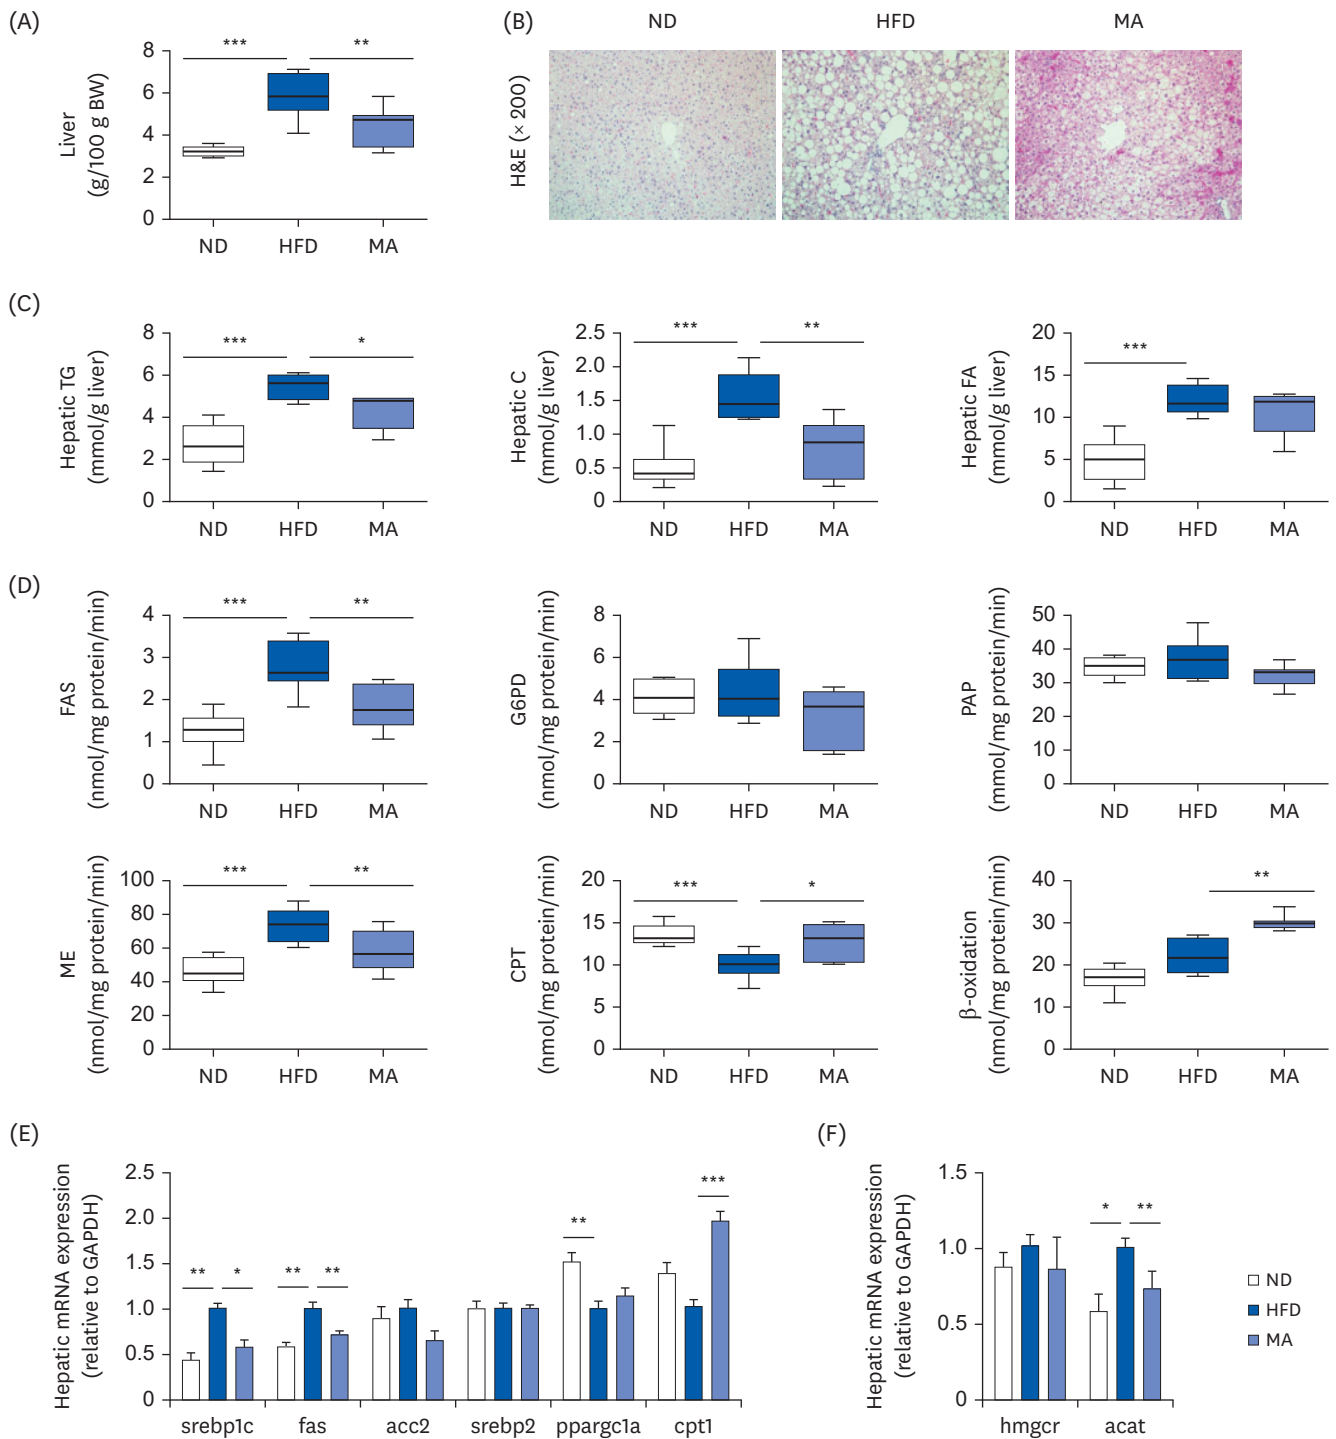 (A)
Liver
(g/100 g BW)
8
6
4
2
0
***
**
ND HFD MA
(B)
ND HFD MA
H&E (× 200)
(C)
Hepatic TG
(mmol/g liver)
8
6
4
2
0
***
*
ND HFD MA
Hepatic C
(mmol/g liver)
2.5
2.0
1.5
1.0
0.5
0
***
**
ND HFD MA
Hepatic FA
(mmol/g liver)
20
15
10
5
0
***
ND HFD MA
(D)
FAS
(nmol/mg protein/min)
4
3
2
1
0
***
**
ND HFD MA
G6PD
(nmol/mg protein/min)
8
6
4
2
0
ND HFD MA
PAP
(mmol/mg protein/min)
50
40
30
20
10
0
ND HFD MA
ME
(nmol/mg protein/min)
100
80
60
40
20
0
***
**
ND HFD MA
CPT
(nmol/mg protein/min)
20
15
10
5
0
***
*
ND HFD MA
β-oxidation
(nmol/mg protein/min)
40
30
20
10
0
**
ND HFD MA
(E)
Hepatic mRNA expression
(relative to GAPDH)
2.5
2.0
1.5
1.0
0.5
0
** * ** ** ** ***
srebp1c fas acc2 srebp2 ppargc1a cpt1
(F)
Hepatic mRNA expression
(relative to GAPDH)
1.5
1.0
0.5
0
* **
hmgcr acat
ND
HFD
MA